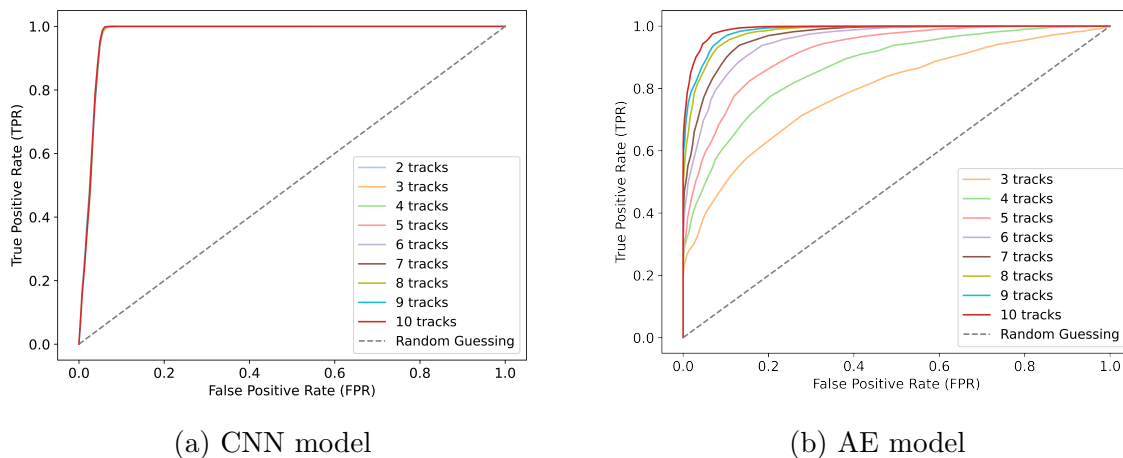 1.0
0.8
0.6
0.4
0.2
0.0
True Positive Rate (TPR)
2 tracks
3 tracks
4 tracks
5 tracks
6 tracks
7 tracks
8 tracks
9 tracks
10 tracks
Random Guessing
0.0 0.2 0.4 0.6 0.8 1.0
False Positive Rate (FPR)
(a) CNN model
1.0
0.8
0.6
0.4
0.2
0.0
True Positive Rate (TPR)
3 tracks
4 tracks
5 tracks
6 tracks
7 tracks
8 tracks
9 tracks
10 tracks
Random Guessing
0.0 0.2 0.4 0.6 0.8 1.0
False Positive Rate (FPR)
(b) AE model